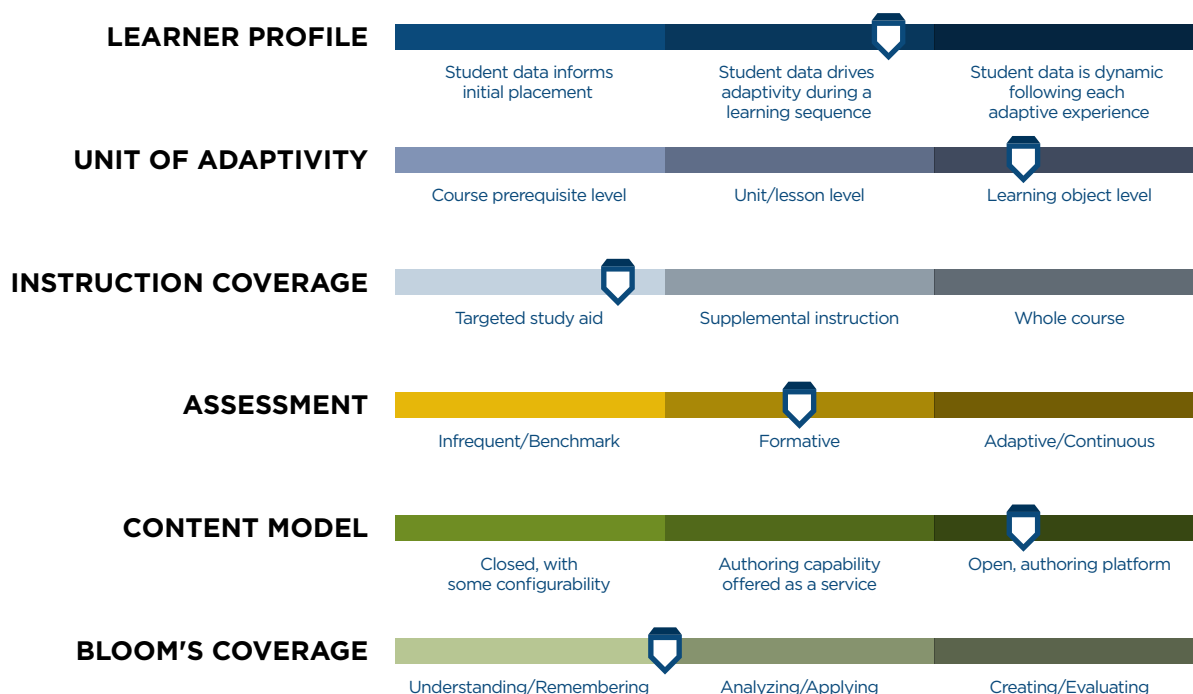 LEARNER PROFILE
Student data informs
initial placement
Student data drives
adaptivity during a
learning sequence
Student data is dynamic
following each
adaptive experience
UNIT OF ADAPTIVITY
Course prerequisite level
Unit/lesson level
Learning object level
INSTRUCTION COVERAGE
Targeted study aid
Supplemental instruction
Whole course
ASSESSMENT
Infrequent/Benchmark
Formative
Adaptive/Continuous
CONTENT MODEL
Closed, with
some configurability
Authoring capability
offered as a service
Open, authoring platform
BLOOM'S COVERAGE
Understanding/Remembering
Analyzing/Applying
Creating/Evaluating